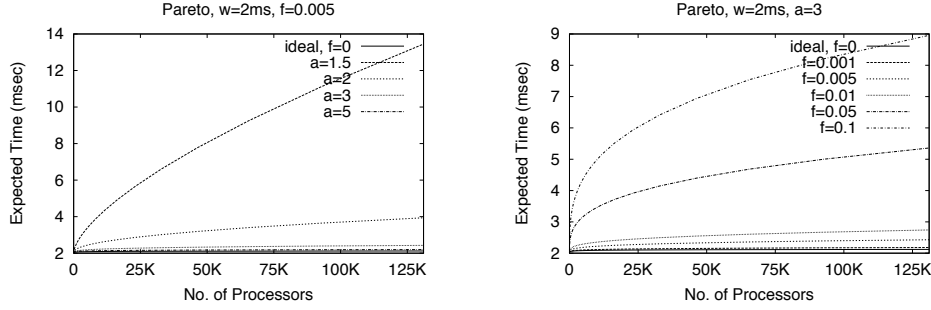 Pareto, w=2ms, f=0.005
14
12
10
8
6
4
2
Expected Time (msec)
ideal, f=0
a=1.5
a=2
a=3
a=5
0 25K 50K 75K 100K 125K
No. of Processors
Pareto, w=2ms, a=3
9
8
7
6
5
4
3
2
Expected Time (msec)
ideal, f=0
f=0.001
f=0.005
f=0.01
f=0.05
f=0.1
0 25K 50K 75K 100K 125K
No. of Processors